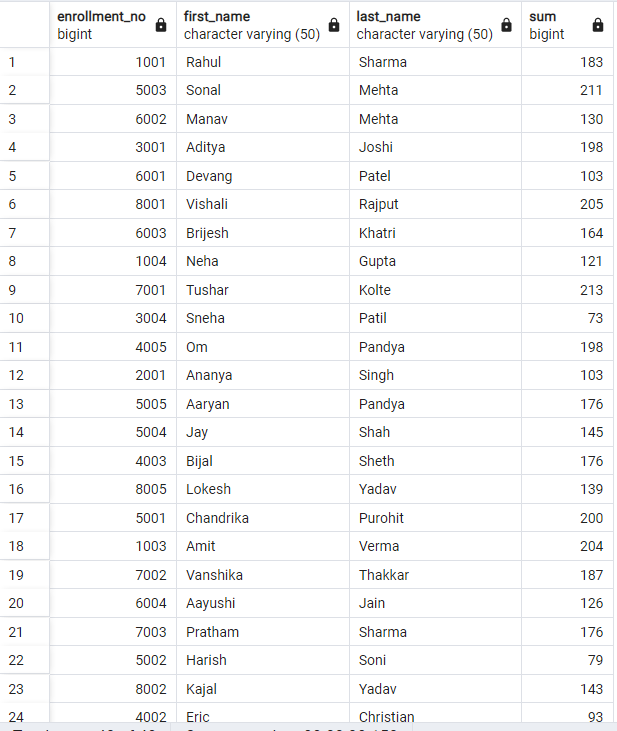 enrollment_no first_name last_name sum
bigint character varying (50) character varying (50) bigint
1 1001 Rahul Sharma 183
2 5003 Sonal Mehta 211
3 6002 Manav Mehta 130
4 3001 Aditya Joshi 198
5 6001 Devang Patel 103
6 8001 Vishali Rajput 205
7 6003 Brijesh Khatri 164
8 1004 Neha Gupta 121
9 7001 Tushar Kolte 213
10 3004 Sneha Patil 73
11 4005 Om Pandya 198
12 2001 Ananya Singh 103
13 5005 Aaryan Pandya 176
14 5004 Jay Shah 145
15 4003 Bijal Sheth 176
16 8005 Lokesh Yadav 139
17 5001 Chandrika Purohit 200
18 1003 Amit Verma 204
19 7002 Vanshika Thakkar 187
20 6004 Aayushi Jain 126
21 7003 Pratham Sharma 176
22 5002 Harish Soni 79
23 8002 Kajal Yadav 143
24 4002 Eric Christian 93